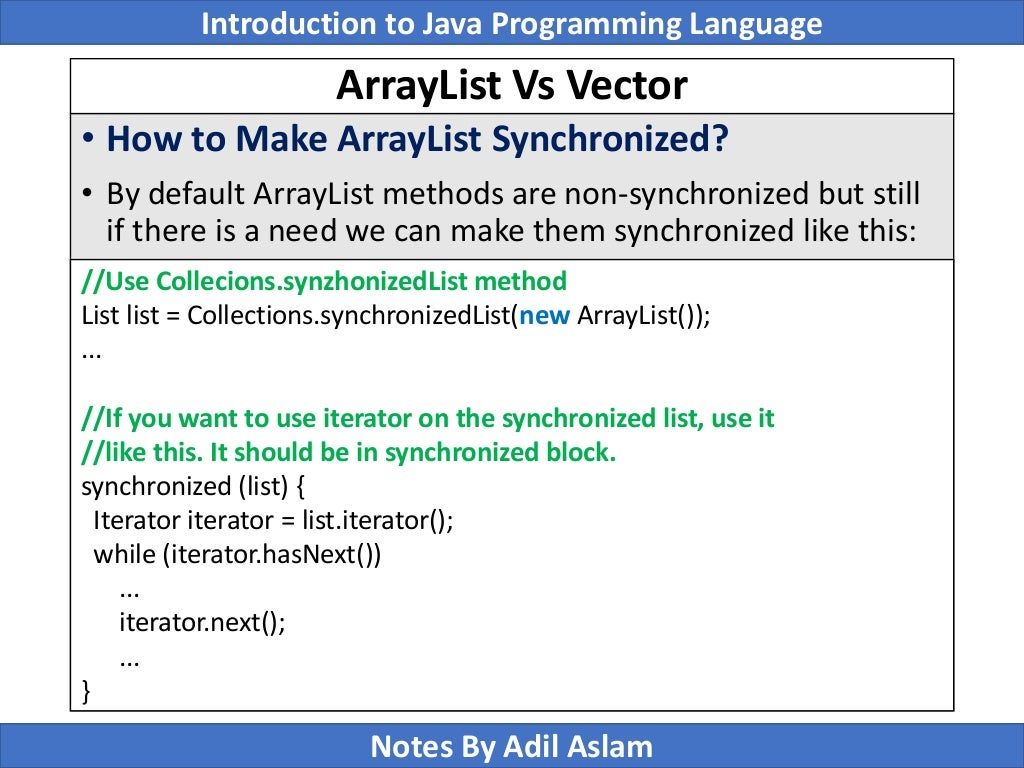 Introduction to Java Programming Language
ArrayList Vs Vector
• How to Make ArrayList Synchronized?
• By default ArrayList methods are non-synchronized but still
if there is a need we can make them synchronized like this:
//Use Collecions.synzhonizedList method
List list = Collections.synchronizedList(new ArrayList());
...
//If you want to use iterator on the synchronized list, use it
//like this. It should be in synchronized block.
synchronized (list) {
Iterator iterator = list.iterator();
while (iterator.hasNext())
...
iterator.next();
...
}
Notes By Adil Aslam